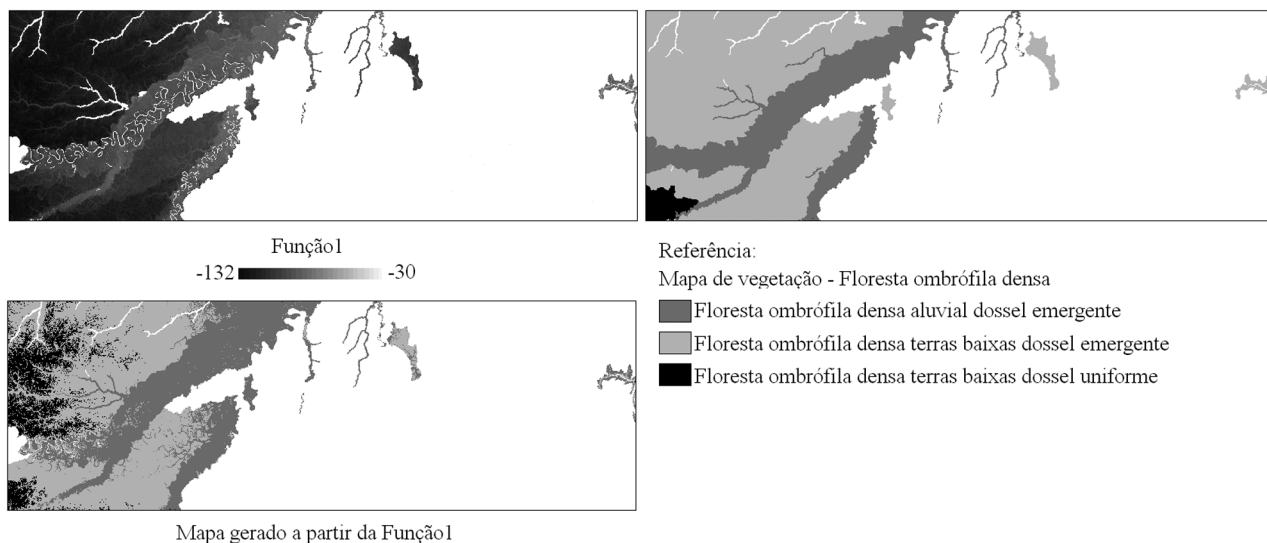 Função1
-132 -30
Referência:
Mapa de vegetação - Floresta ombrófila densa
Floresta ombrófila densa aluvial dossel emergente
Floresta ombrófila densa terras baixas dossel emergente
Floresta ombrófila densa terras baixas dossel uniforme
Mapa gerado a partir da Função1